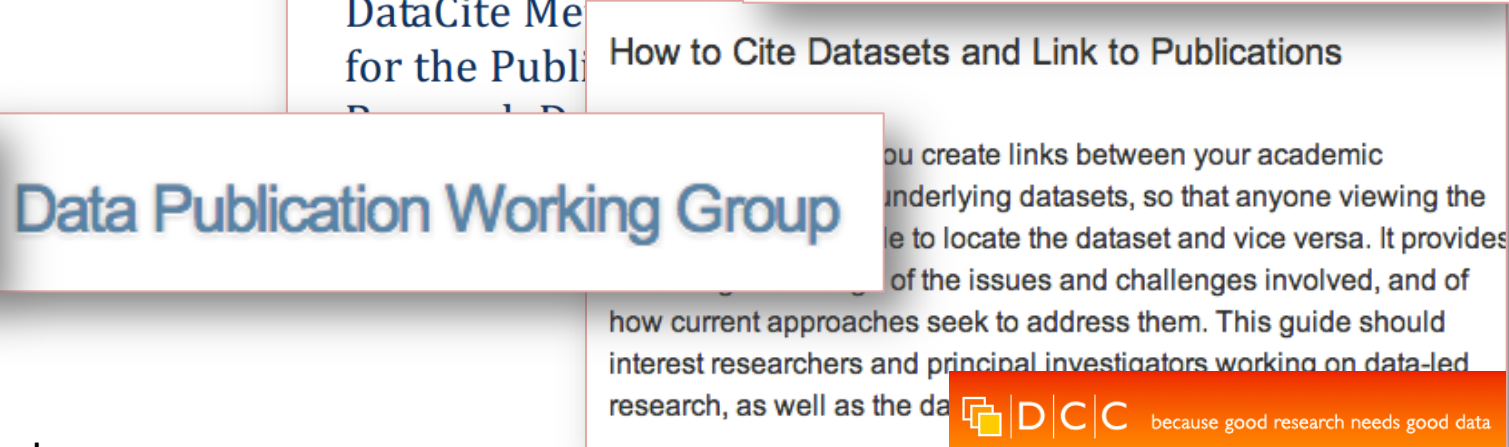 DataCite Me
for the Publi
How to Cite Datasets and Link to Publications
Data Publication Working Group
ou create links between your academic
underlying datasets, so that anyone viewing the
le to locate the dataset and vice versa. It provides
of the issues and challenges involved, and of
how current approaches seek to address them. This guide should
interest researchers and principal investigators working on data-led
research, as well as the da
D|C|C because good research needs good data